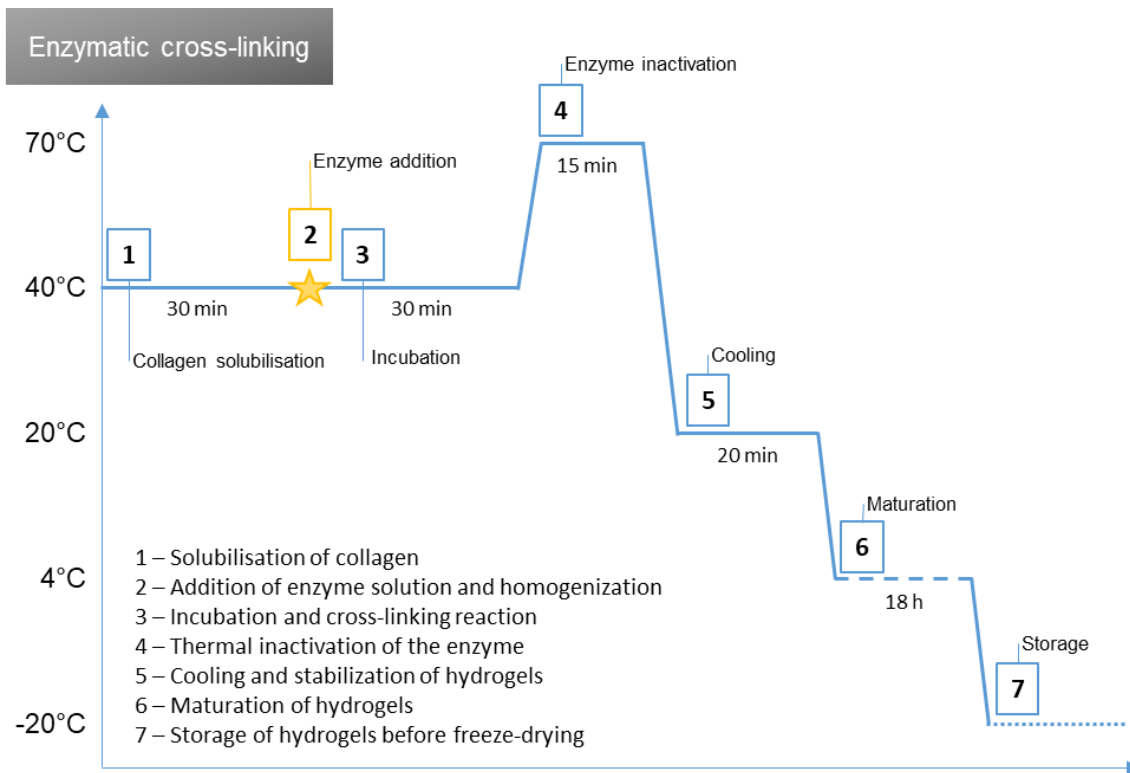 Enzymatic cross-linking
Enzyme inactivation
4
70°C
15 min
Enzyme addition
2
1
3
40°C
30 min
30 min
Collagen solubilisation
Incubation
Cooling
5
20°C
20 min
Maturation
6
4°C
18 h
1 – Solubilisation of collagen
2 – Addition of enzyme solution and homogenization
3 – Incubation and cross-linking reaction
4 – Thermal inactivation of the enzyme
5 – Cooling and stabilization of hydrogels
6 – Maturation of hydrogels
7 – Storage of hydrogels before freeze-drying
Storage
7
-20°C